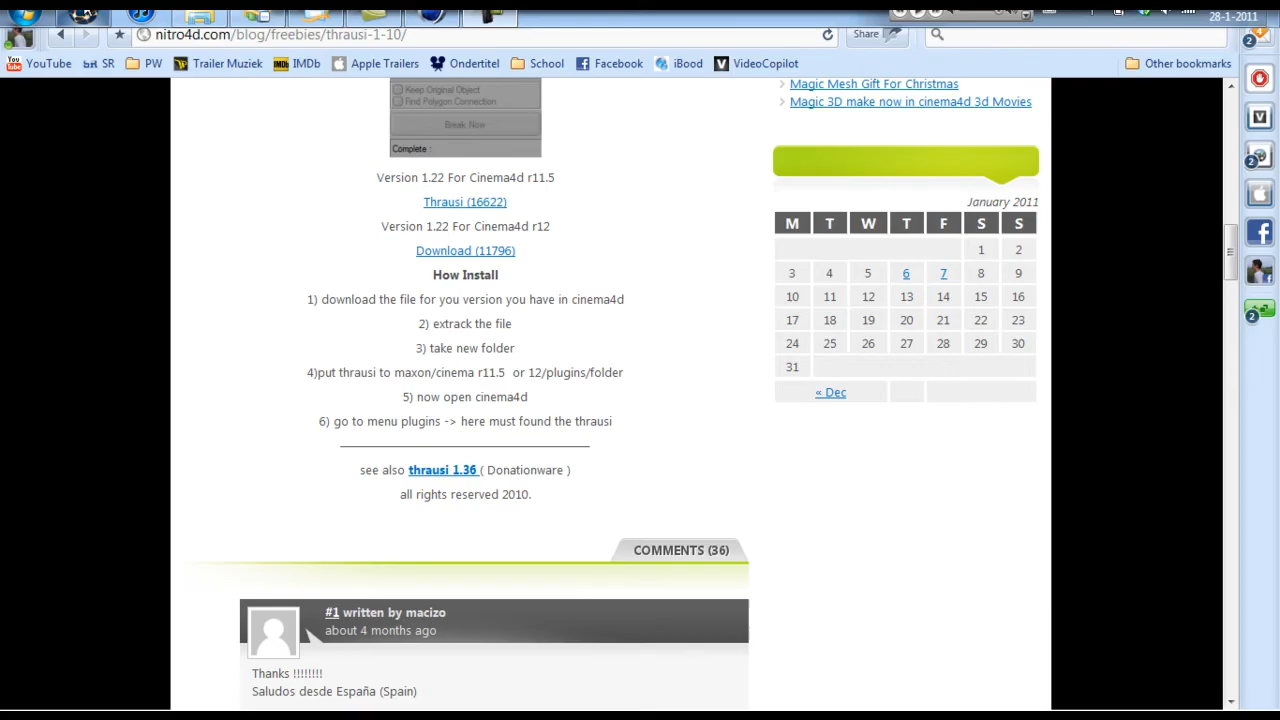 28-1-2011
nitro4d.com/blog/freebies/thrausi-1-10/
Share
2
YouTube
SR
PW
Trailer Muziek
IMDb
Apple Trailers
Ondertitel
School
Facebook
iBood
VideoCopilot
Other bookmarks
Keep Original Object
Find Polygon Connection
Break Now
Complete :
Version 1.22 For Cinema4d r11.5
Thrausi (16622)
Version 1.22 For Cinema4d r12
Download (11796)
How Install
1) download the file for you version you have in cinema4d
2) extrack the file
3) take new folder
4)put thrausi to maxon/cinema r11.5 or 12/plugins/folder
5) now open cinema4d
6) go to menu plugins -> here must found the thrausi
see also thrausi 1.36 ( Donationware )
all rights reserved 2010.
COMMENTS (36)
#1 written by macizo
about 4 months ago
Thanks !!!!!!!!
Saludos desde España (Spain)
Magic Mesh Gift For Christmas
Magic 3D make now in cinema4d 3d Movies
January 2011
M T W T F S S
1 2
3 4 5 6 7 8 9
10 11 12 13 14 15 16
17 18 19 20 21 22 23
24 25 26 27 28 29 30
31
« Dec
2
2